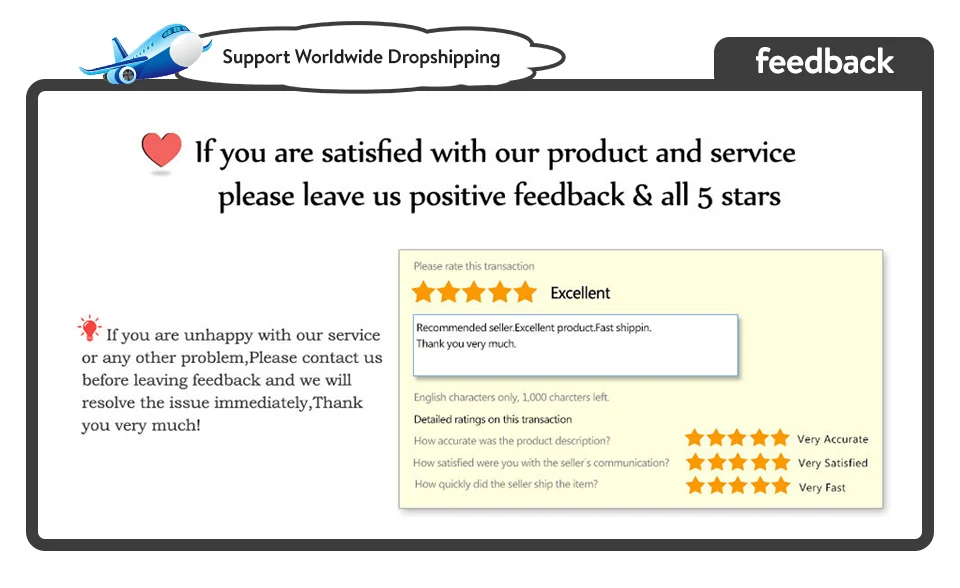 Support Worldwide Dropshipping
feedback
If you are satisfied with our product and service
please leave us positive feedback & all 5 stars
If you are unhappy with our service
or any other problem,Please contact us
before leaving feedback and we will
resolve the issue immediately,Thank
you very much!
Please rate this transaction
Excellent
Recommended seller.Excellent product.Fast shippin.
Thank you very much.
English characters only, 1,000 charcters left.
Detailed ratings on this transaction
How accurate was the product description? Very Accurate
How satisfied were you with the seller's communication? Very Satisfied
How quickly did the seller ship the item? Very Fast